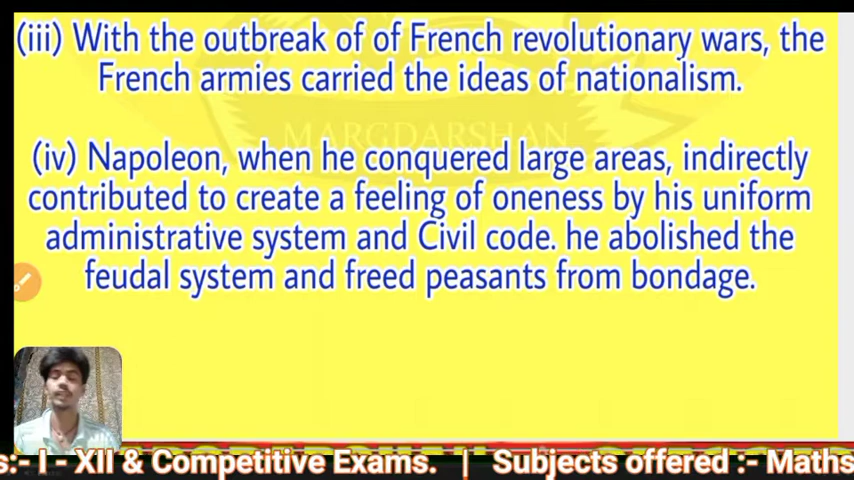 (iii) With the outbreak of of French revolutionary wars, the
French armies carried the ideas of nationalism.
MARGDARSHAN
(iv) Napoleon, when he conquered large areas, indirectly
contributed to create a feeling of oneness by his uniform
administrative system and Civil code. he abolished the
feudal system and freed peasants from bondage.
s:- I - XII & Competitive Exams. | Subjects offered :- Maths